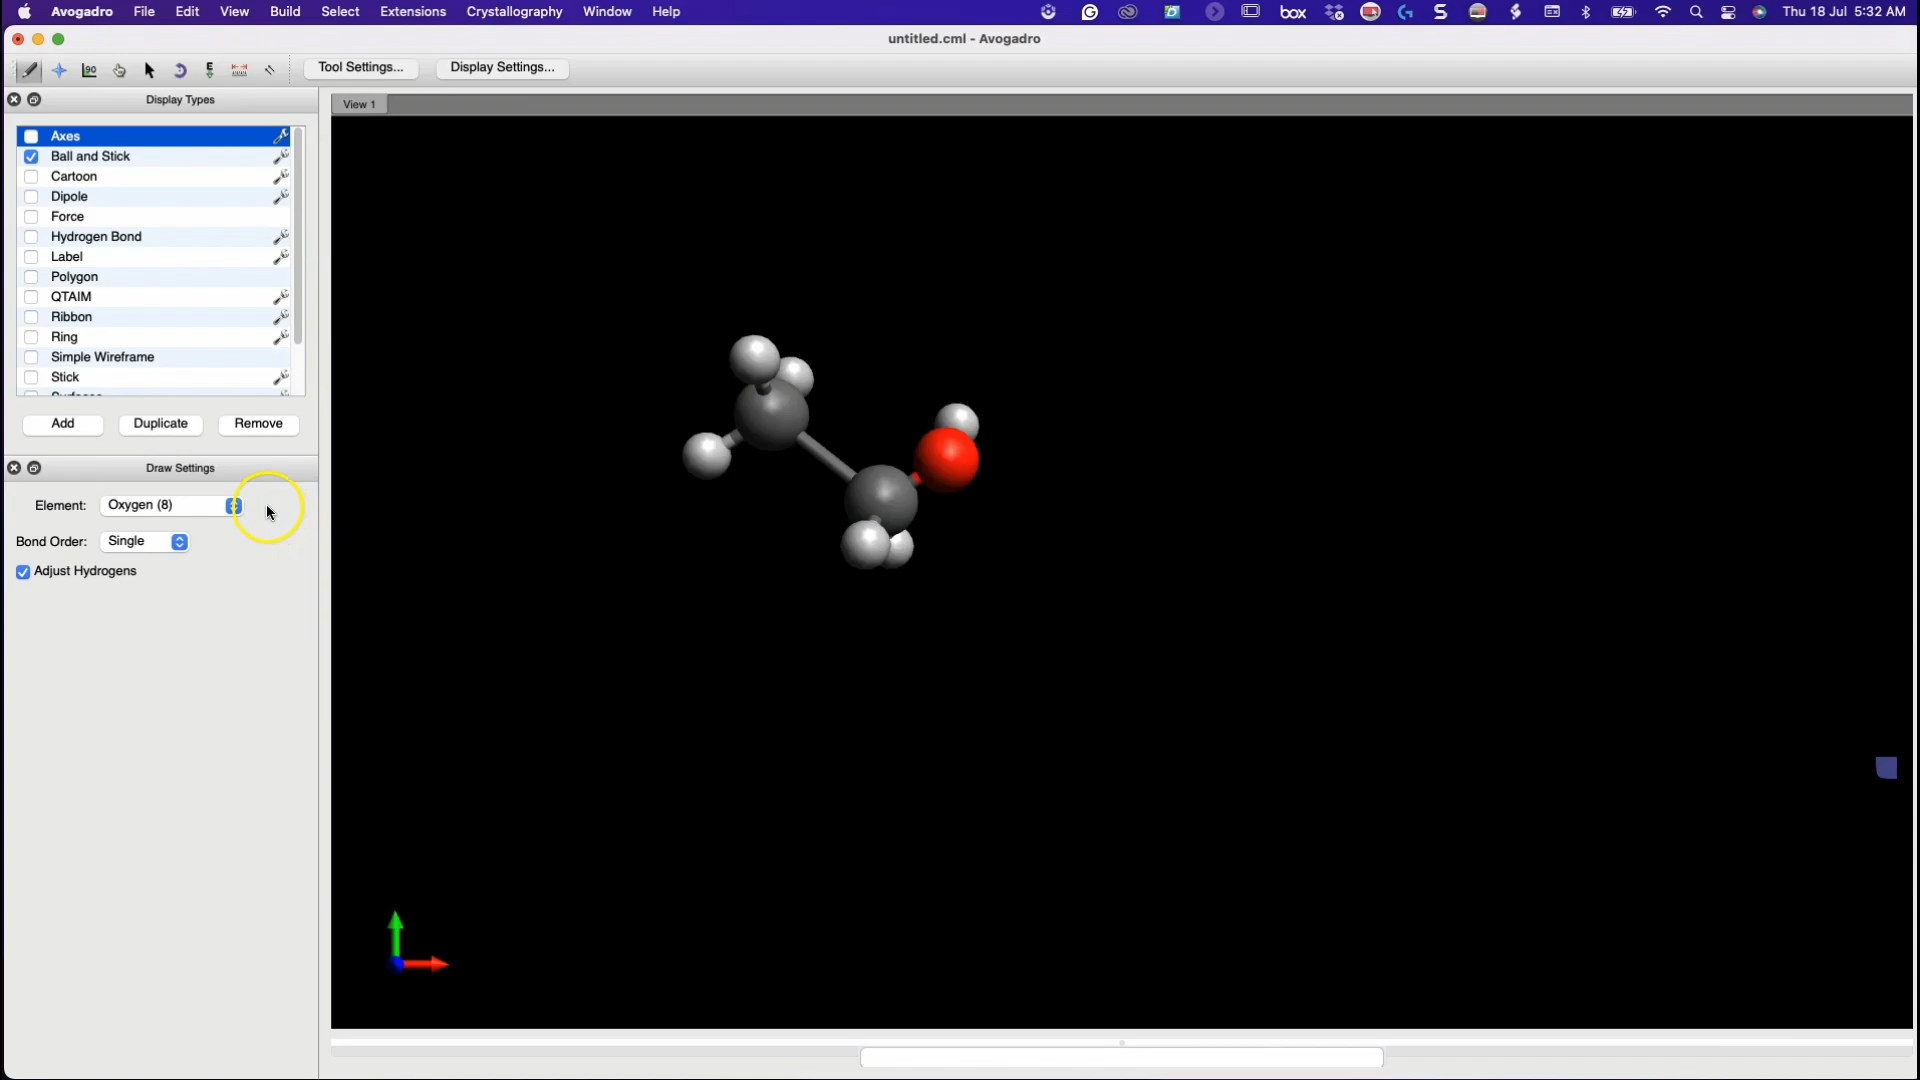 Avogadro File Edit View Build Select Extensions Crystallography Window Help box Thu 18 Jul 5:32 AM
untitled.cml - Avogadro
90 E Tool Settings... Display Settings...
Display Types
View 1
Axes
Ball and Stick
Cartoon
Dipole
Force
Hydrogen Bond
Label
Polygon
QTAIM
Ribbon
Ring
Simple Wireframe
Stick
Add Duplicate Remove
Draw Settings
Element: Oxygen (8)
Bond Order: Single
Adjust Hydrogens